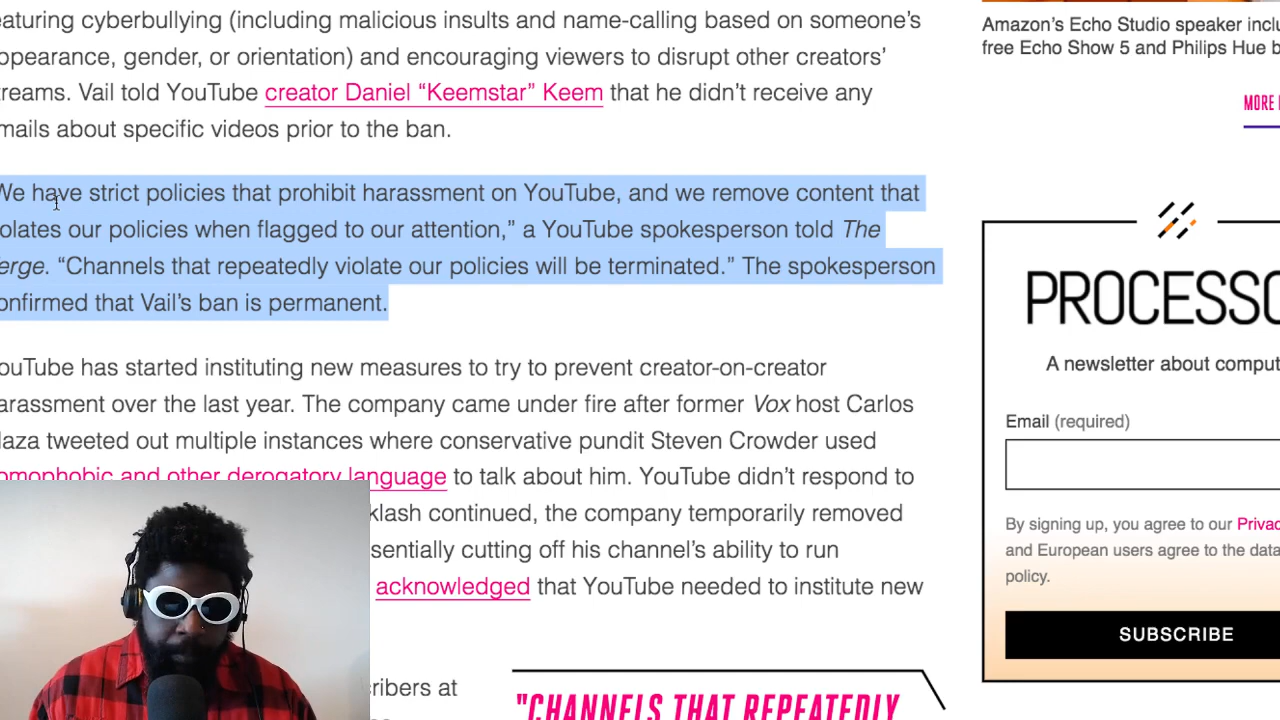 eaturing cyberbullying (including malicious insults and name-calling based on someone’s
ppearance, gender, or orientation) and encouraging viewers to disrupt other creators’
treams. Vail told YouTube creator Daniel “Keemstar” Keem that he didn’t receive any
mails about specific videos prior to the ban.
We have strict policies that prohibit harassment on YouTube, and we remove content that
iolates our policies when flagged to our attention,” a YouTube spokesperson told The
erge. “Channels that repeatedly violate our policies will be terminated.” The spokesperson
onfirmed that Vail’s ban is permanent.
ouTube has started instituting new measures to try to prevent creator-on-creator
arassment over the last year. The company came under fire after former Vox host Carlos
laza tweeted out multiple instances where conservative pundit Steven Crowder used
omophobic and other derogatory language to talk about him. YouTube didn’t respond to
klash continued, the company temporarily removed
sentially cutting off his channel’s ability to run
acknowledged that YouTube needed to institute new
cribers at
"CHANNELS THAT REPEATEDLY
Amazon’s Echo Studio speaker inclu
free Echo Show 5 and Philips Hue b
MORE
PROCESSO
A newsletter about comput
Email (required)
By signing up, you agree to our Privac
and European users agree to the data
policy.
SUBSCRIBE